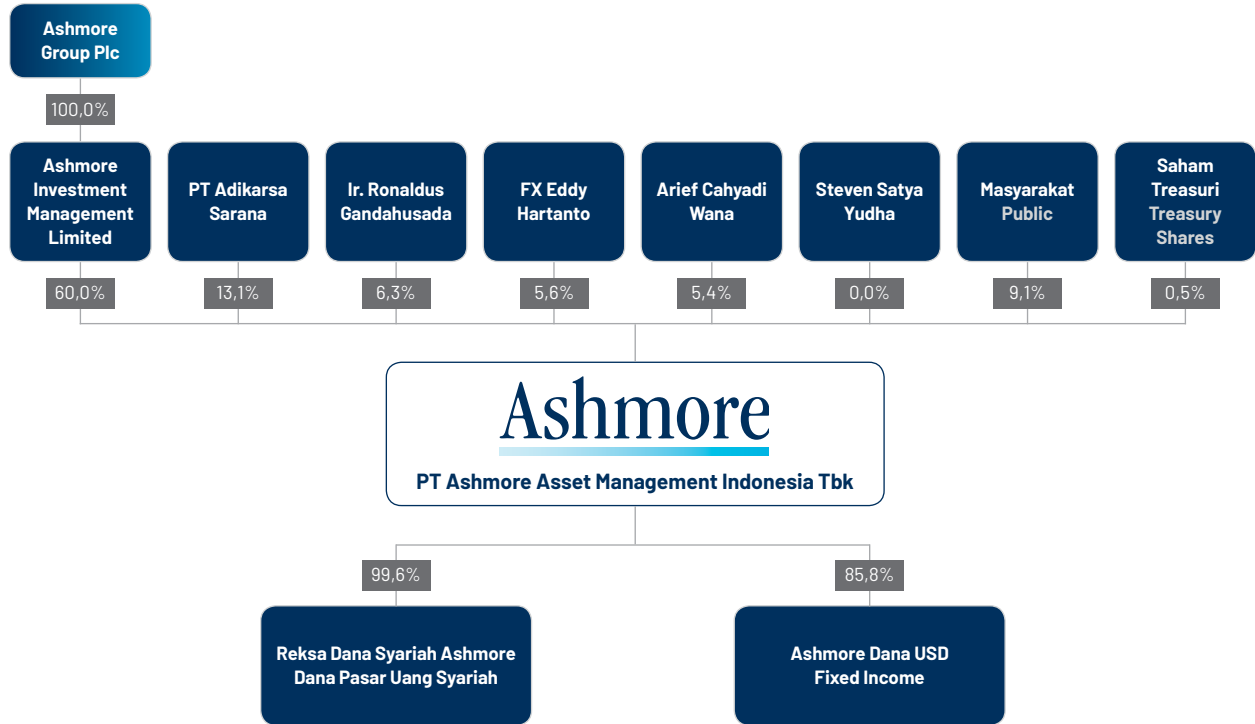 Ashmore
Group Plc
100,0%
Ashmore
Investment
Management
Limited
PT Adikarsa
Sarana
Ir. Ronaldus
Gandahusada
FX Eddy
Hartanto
Arief Cahyadi
Wana
Steven Satya
Yudha
Masyarakat
Public
Saham
Treasuri
Treasury
Shares
60,0%
13,1%
6,3%
5,6%
5,4%
0,0%
9,1%
0,5%
Ashmore
PT Ashmore Asset Management Indonesia Tbk
99,6%
85,8%
Reksa Dana Syariah Ashmore
Dana Pasar Uang Syariah
Ashmore Dana USD
Fixed Income